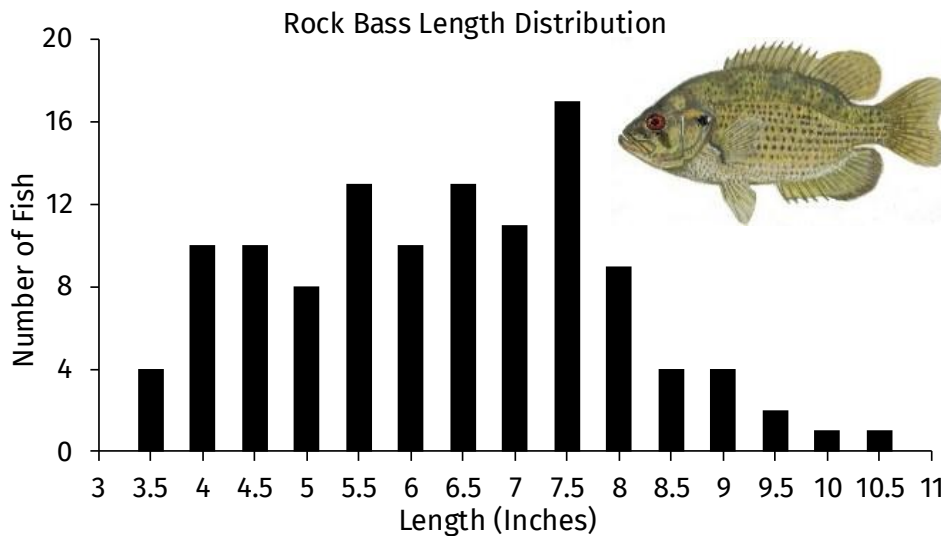 Rock Bass Length Distribution
20
16
12
8
4
0
Number of Fish
3 3.5 4 4.5 5 5.5 6 6.5 7 7.5 8 8.5 9 9.5 10 10.5 11
Length (Inches)